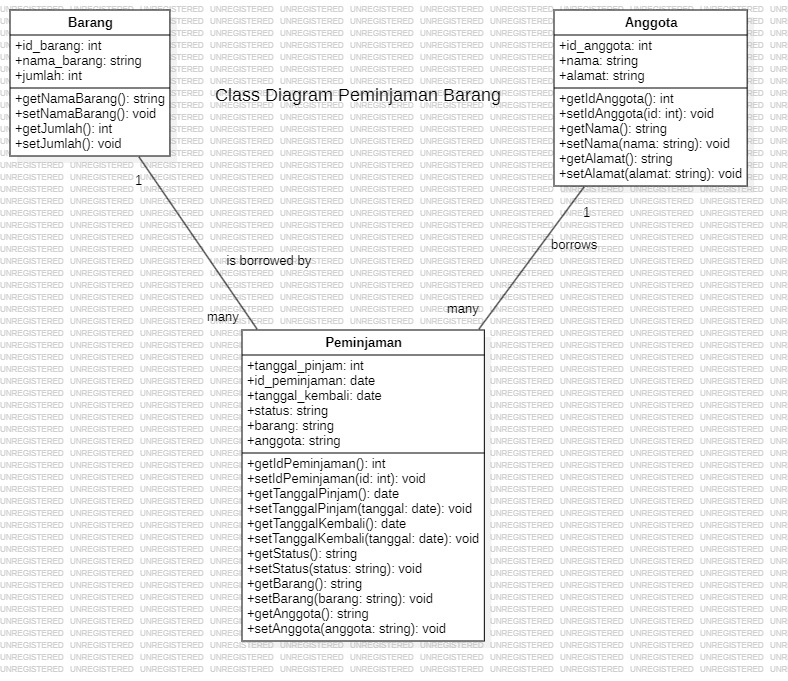 Barang
+id_barang: int
+nama_barang: string
+jumlah: int
+getNamaBarang(): string
+setNamaBarang(): void
+getJumlah(): int
+setJumlah(): void
Class Diagram Peminjaman Barang
Anggota
+id_anggota: int
+nama: string
+alamat: string
+getIdAnggota(): int
+setIdAnggota(id: int): void
+getNama(): string
+setNama(nama: string): void
+getAlamat(): string
+setAlamat(alamat: string): void
1
is borrowed by
many
1
borrows
many
Peminjaman
+tanggal_pinjam: int
+id_peminjaman: date
+tanggal_kembali: date
+status: string
+barang: string
+anggota: string
+getIdPeminjaman(): int
+setIdPeminjaman(id: int): void
+getTanggalPinjam(): date
+setTanggalPinjam(tanggal: date): void
+getTanggalKembali(): date
+setTanggalKembali(tanggal: date): void
+getStatus(): string
+setStatus(status: string): void
+getBarang(): string
+setBarang(barang: string): void
+getAnggota(): string
+setAnggota(anggota: string): void
UNREGISTERED